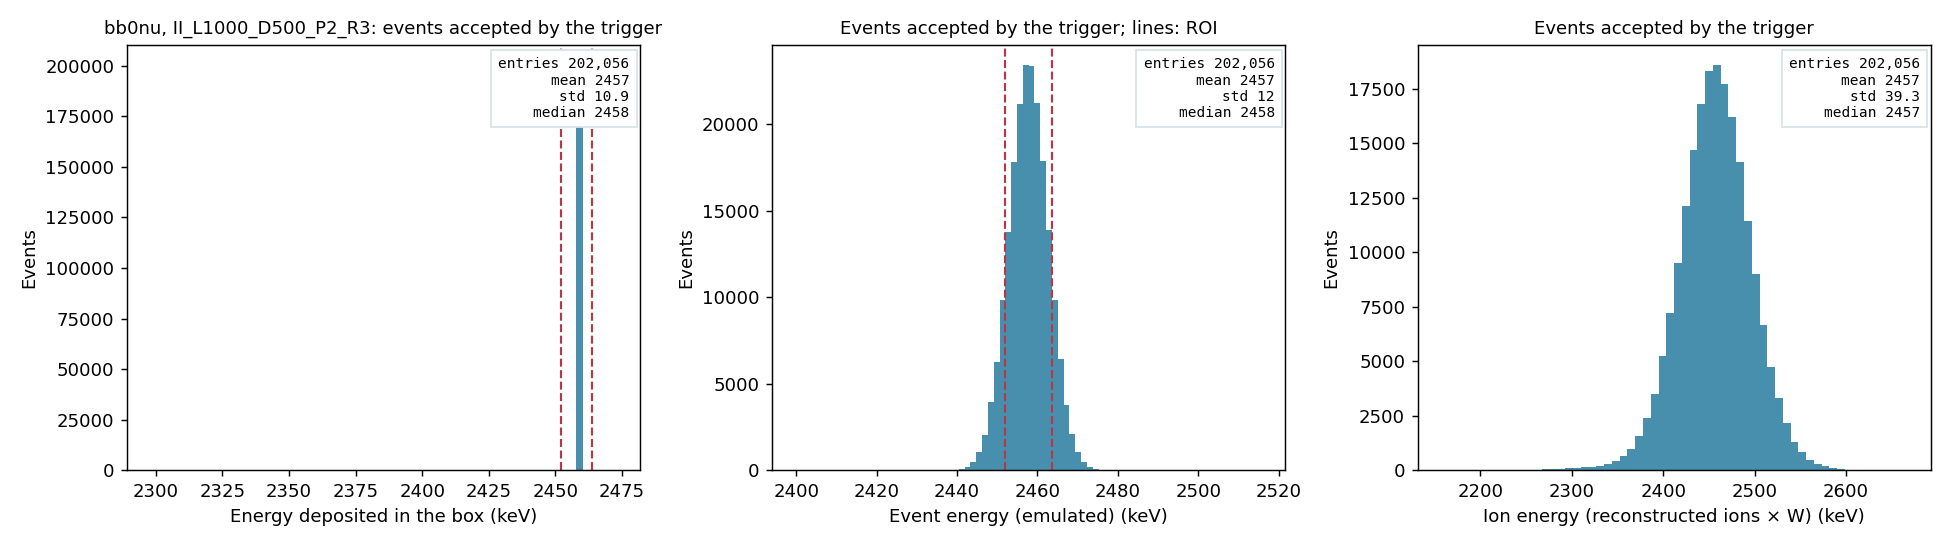 bb0nu, II_L1000_D500_P2_R3: events accepted by the trigger
entries 202,056
mean 2457
std 10.9
median 2458
200000
175000
150000
125000
100000
75000
50000
25000
0
Events
2300 2325 2350 2375 2400 2425 2450 2475
Energy deposited in the box (keV)
Events accepted by the trigger; lines: ROI
entries 202,056
mean 2457
std 12
median 2458
20000
15000
10000
5000
0
Events
2400 2420 2440 2460 2480 2500 2520
Event energy (emulated) (keV)
Events accepted by the trigger
entries 202,056
mean 2457
std 39.3
median 2457
17500
15000
12500
10000
7500
5000
2500
0
Events
2200 2300 2400 2500 2600
Ion energy (reconstructed ions × W) (keV)